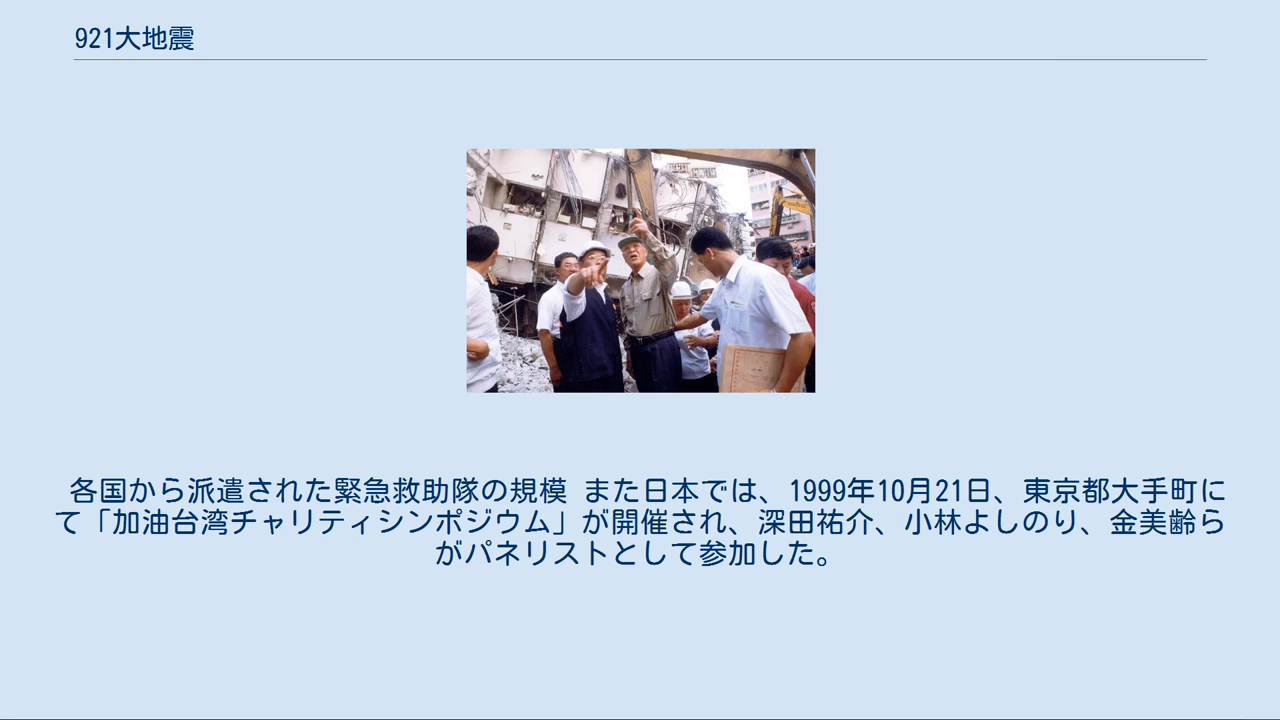 921大地震
各国から派遣された緊急救助隊の規模 また日本では、1999年10月21日、東京都大手町に
て「加油台湾チャリティシンポジウム」が開催され、深田祐介、小林よしのり、金美齢ら
がパネリストとして参加した。